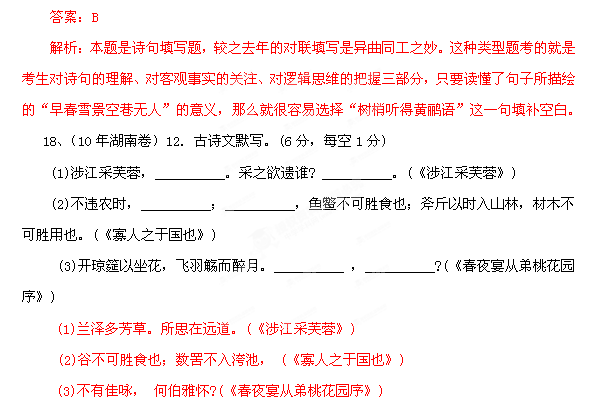 答案：B
解析：本题是诗句填写题，较之去年的对联填写是异曲同工之妙。这种类型题考的就是
考生对诗句的理解、对客观事实的关注、对逻辑思维的把握三部分，只要读懂了句子所描绘
的“早春雪景空巷无人”的意义，那么就很容易选择“树梢听得黄鹂语”这一句填补空白。
18、（10年湖南卷）12. 古诗文默写。(6分，每空1分)
(1)涉江采芙蓉，__________。采之欲遗谁? __________。(《涉江采芙蓉》)
(2)不违农时，__________；__________，鱼鳖不可胜食也；斧斤以时入山林，材木不
可胜用也。(《寡人之于国也》)
(3)开琼筵以坐花，飞羽觞而醉月。__________ ，__________?(《春夜宴从弟桃花园
序》)
(1)兰泽多芳草。所思在远道。(《涉江采芙蓉》)
(2)谷不可胜食也；数罟不入洿池， (《寡人之于国也》)
(3)不有佳咏， 何伯雅怀?(《春夜宴从弟桃花园序》)